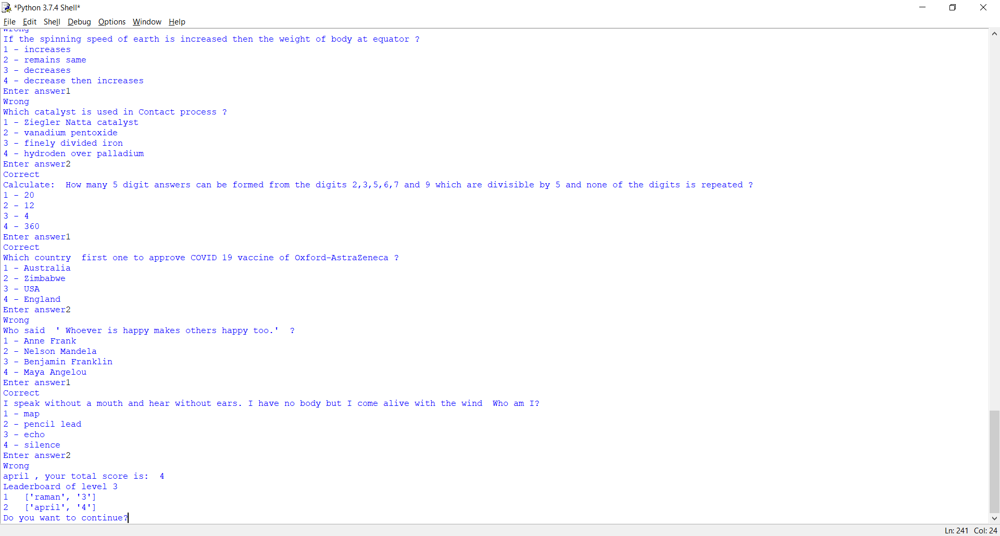 *Python 3.7.4 Shell*
File Edit Shell Debug Options Window Help
Wrong
If the spinning speed of earth is increased then the weight of body at equator ?
1 - increases
2 - remains same
3 - decreases
4 - decrease then increases
Enter answer1
Wrong
Which catalyst is used in Contact process ?
1 - Ziegler Natta catalyst
2 - vanadium pentoxide
3 - finely divided iron
4 - hydroden over palladium
Enter answer2
Correct
Calculate:  How many 5 digit answers can be formed from the digits 2,3,5,6,7 and 9 which are divisible by 5 and none of the digits is repeated ?
1 - 20
2 - 12
3 - 4
4 - 360
Enter answer1
Correct
Which country  first one to approve COVID 19 vaccine of Oxford-AstraZeneca ?
1 - Australia
2 - Zimbabwe
3 - USA
4 - England
Enter answer2
Wrong
Who said  ' Whoever is happy makes others happy too.'  ?
1 - Anne Frank
2 - Nelson Mandela
3 - Benjamin Franklin
4 - Maya Angelou
Enter answer1
Correct
I speak without a mouth and hear without ears. I have no body but I come alive with the wind  Who am I?
1 - map
2 - pencil lead
3 - echo
4 - silence
Enter answer2
Wrong
april , your total score is:  4
Leaderboard of level 3
1   ['raman', '3']
2   ['april', '4']
Do you want to continue?
Ln: 241 Col: 24